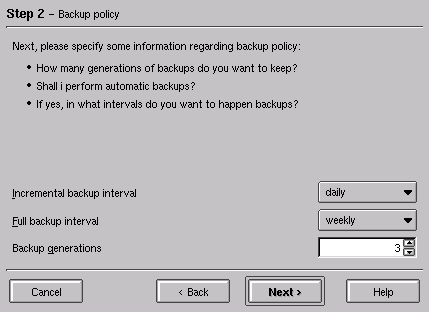 Step 2 – Backup policy
Next, please specify some information regarding backup policy:
• How many generations of backups do you want to keep?
• Shall i perform automatic backups?
• If yes, in what intervals do you want to happen backups?
Incremental backup interval daily
Full backup interval weekly
Backup generations 3
Cancel < Back Next > Help